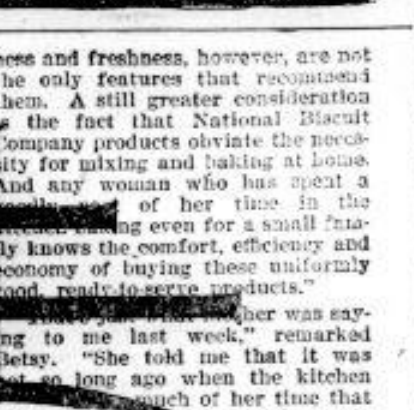 ness and freshness, however, are not
he only features that recommend
hem. A still greater consideration
s the fact that National Biscuit
Company products obviate the neces-
sity for mixing and baking at home.
And any woman who has spent a
of her time in the
ng even for a small fam-
ly knows the comfort, efficiency and
economy of buying these uniformly
good, ready-to-serve products."
her was say-
ng to me last week," remarked
Betsy. "She told me that it was
not so long ago when the kitchen
much of her time that